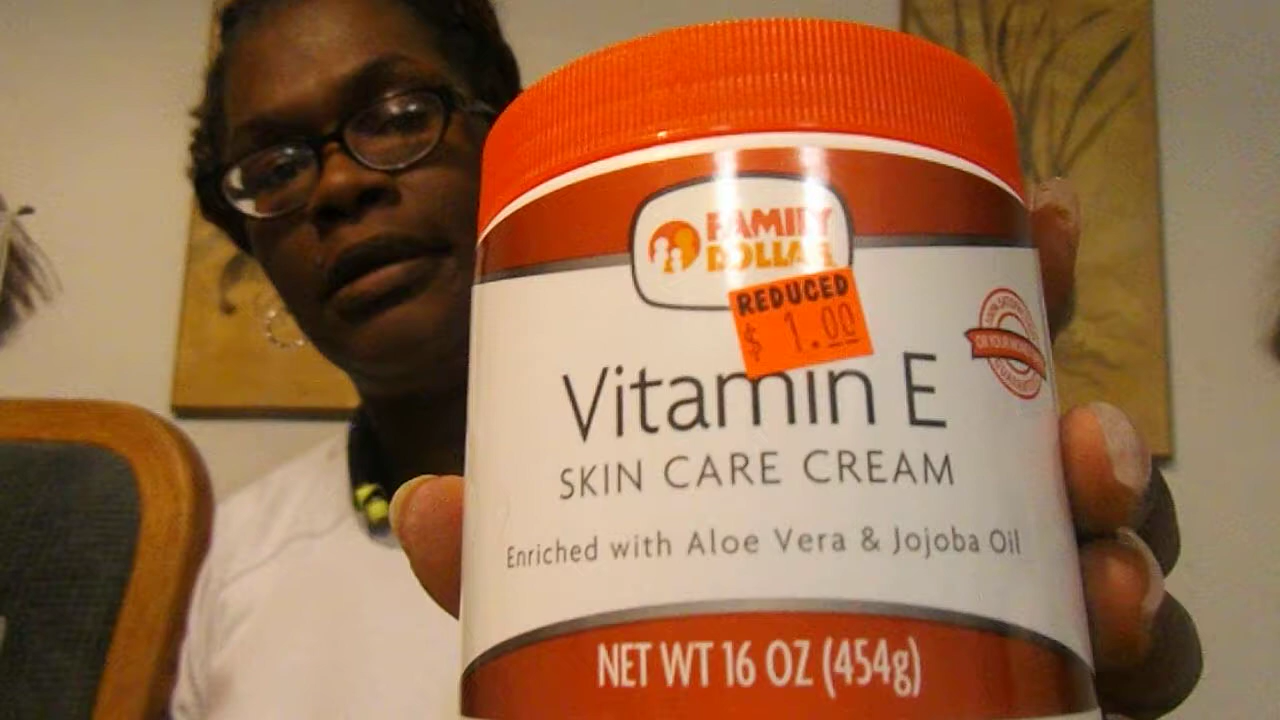 FAMILY
DOLLAR
REDUCED
$ 1.00
Vitamin E
SKIN CARE CREAM
Enriched with Aloe Vera & Jojoba Oil
NET WT 16 OZ (454g)